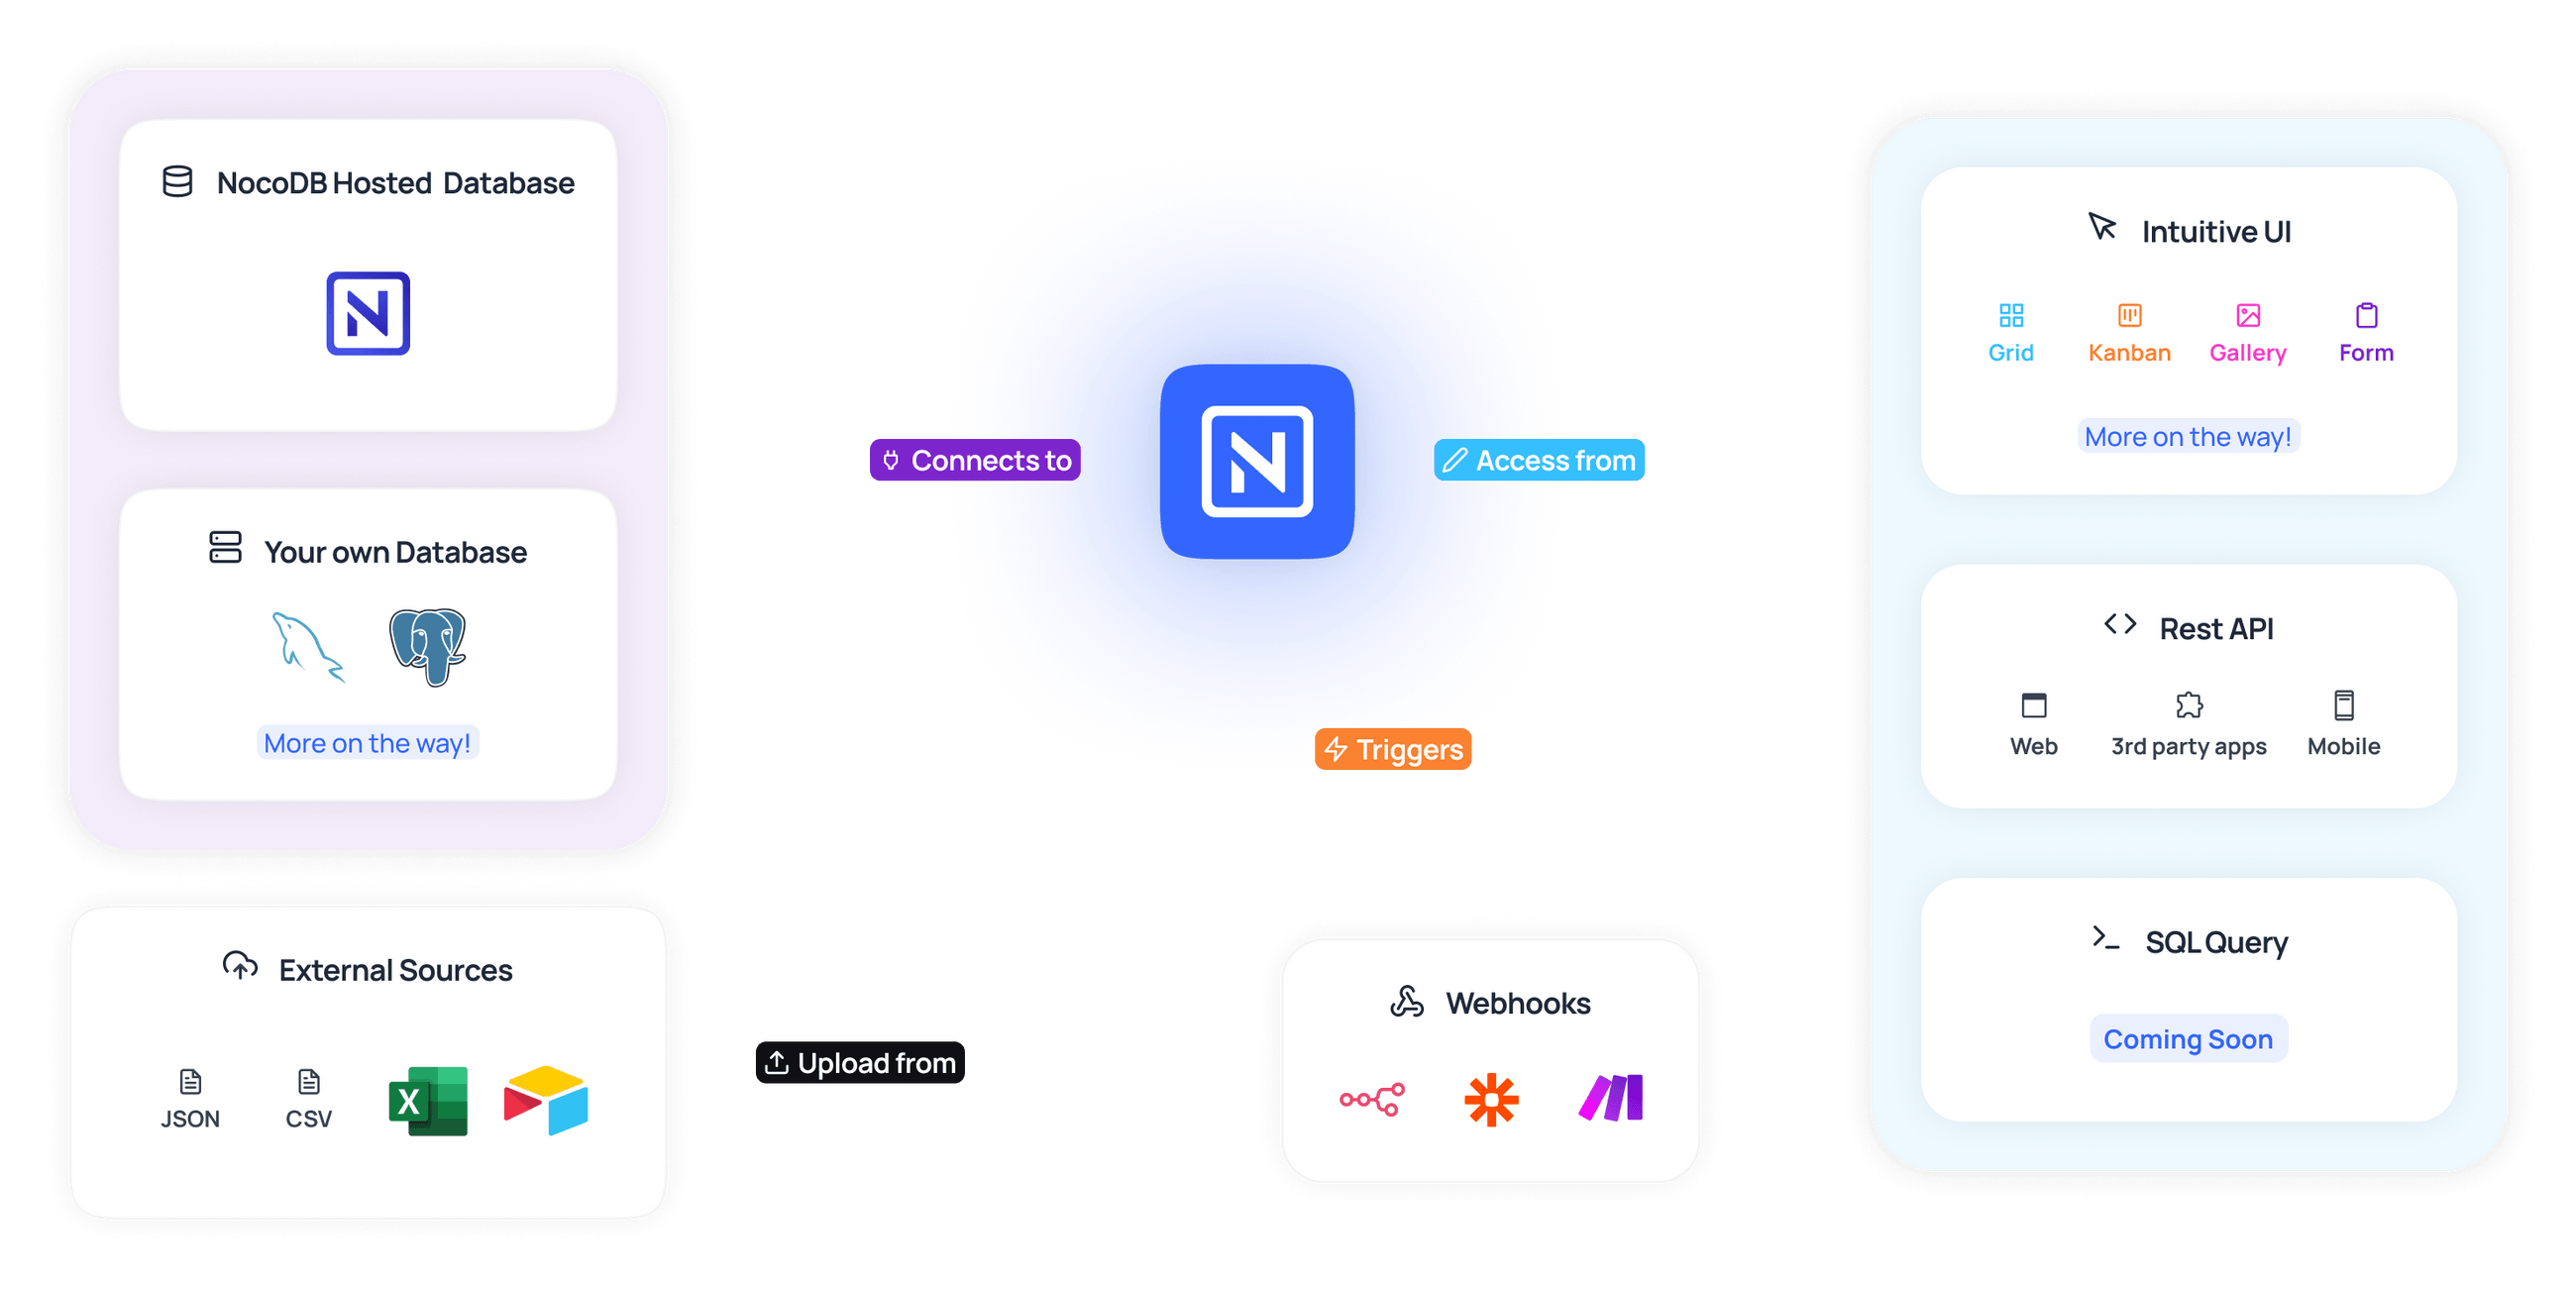 NocoDB Hosted Database
Your own Database
More on the way!
External Sources
JSON
CSV
X
Connects to
Access from
Triggers
Upload from
Webhooks
Intuitive UI
Grid
Kanban
Gallery
Form
More on the way!
Rest API
Web
3rd party apps
Mobile
SQL Query
Coming Soon